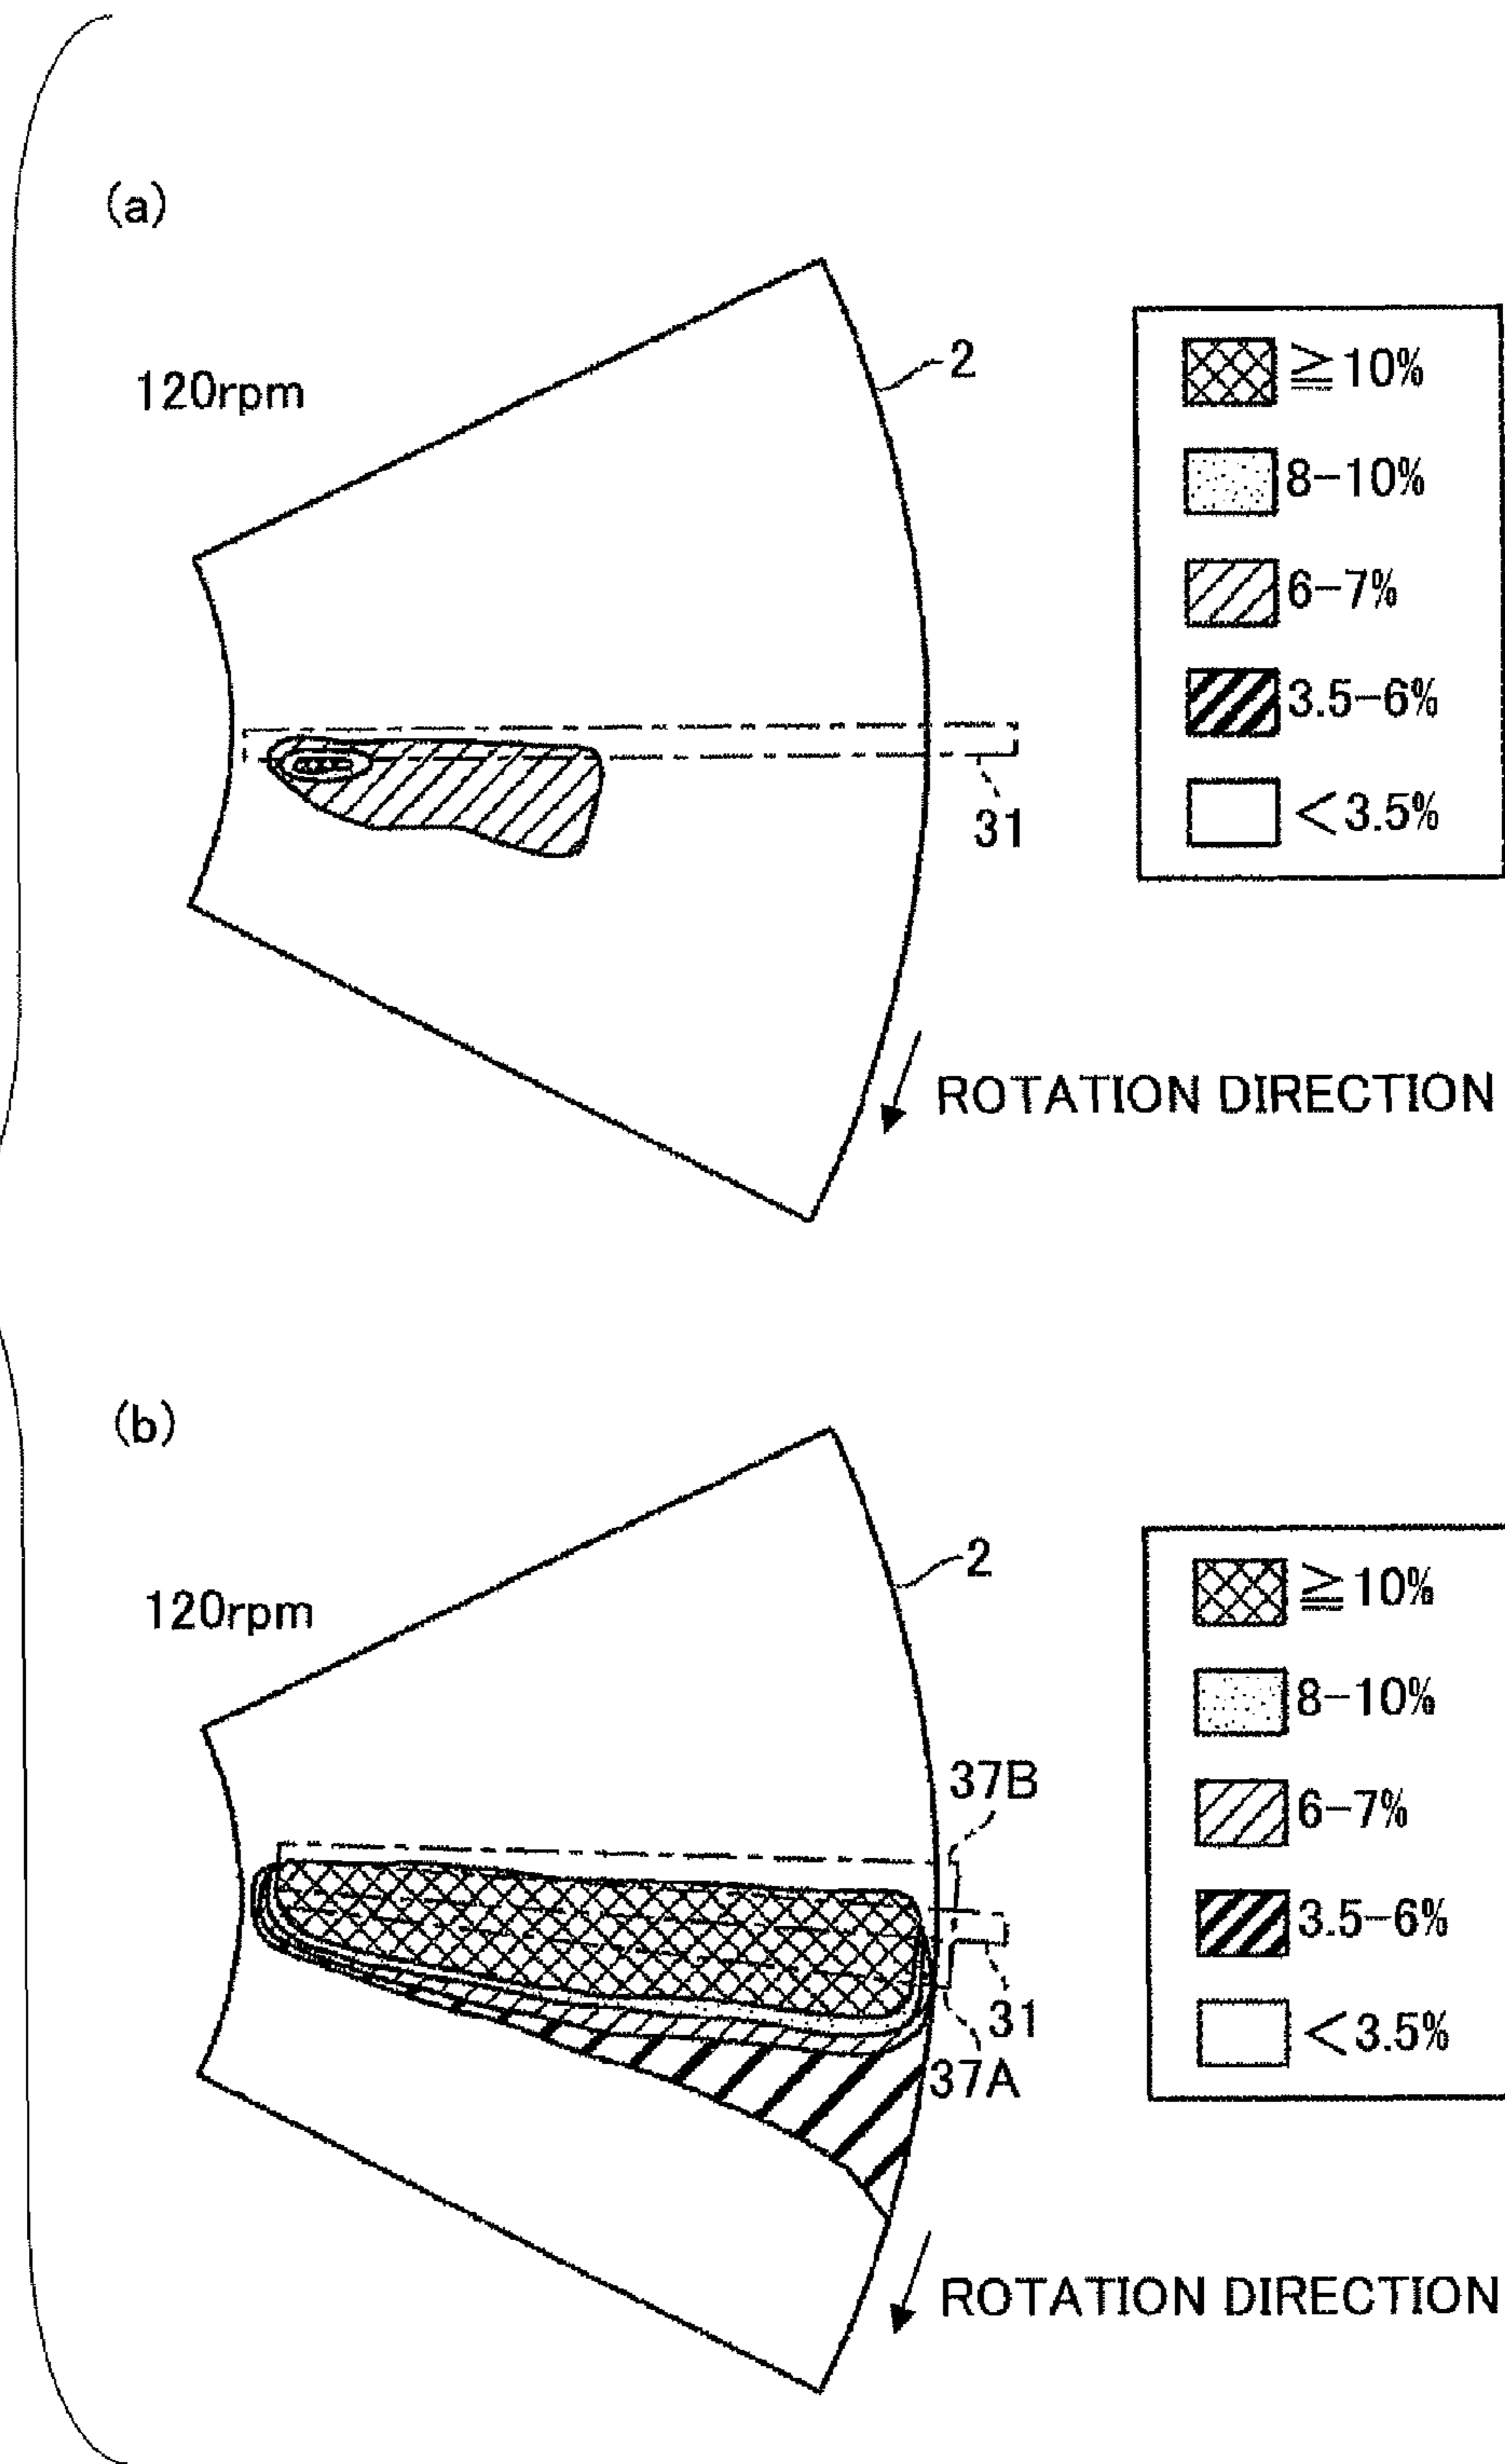 (a)
120rpm
2
≧10%
8-10%
6-7%
3.5-6%
<3.5%
31
ROTATION DIRECTION
(b)
120rpm
2
≧10%
8-10%
6-7%
3.5-6%
<3.5%
37B
31
37A
ROTATION DIRECTION